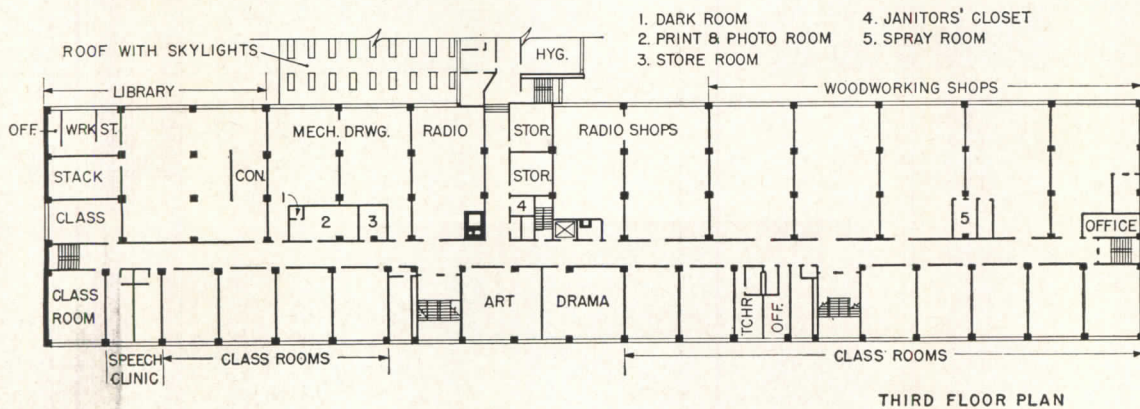 1. DARK ROOM
2. PRINT & PHOTO ROOM
3. STORE ROOM
4. JANITORS' CLOSET
5. SPRAY ROOM
ROOF WITH SKYLIGHTS
HYG.
LIBRARY
WOODWORKING SHOPS
OFF.
WRK
ST.
MECH. DRWG.
RADIO
STOR.
RADIO SHOPS
STACK
CON.
STOR.
CLASS
1
2
3
4
5
OFFICE
CLASS
ROOM
ART
DRAMA
TCHR
OFF.
SPEECH
CLINIC
CLASS ROOMS
CLASS ROOMS
THIRD FLOOR PLAN